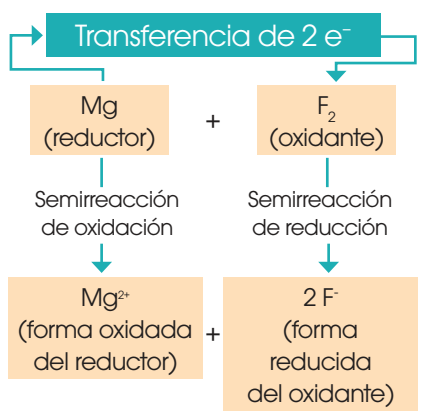 Transferencia de 2 e⁻
Mg
(reductor)
+
F₂
(oxidante)
Semirreacción
de oxidación
Semirreacción
de reducción
Mg²⁺
(forma oxidada
del reductor)
+
2 F⁻
(forma
reducida
del oxidante)